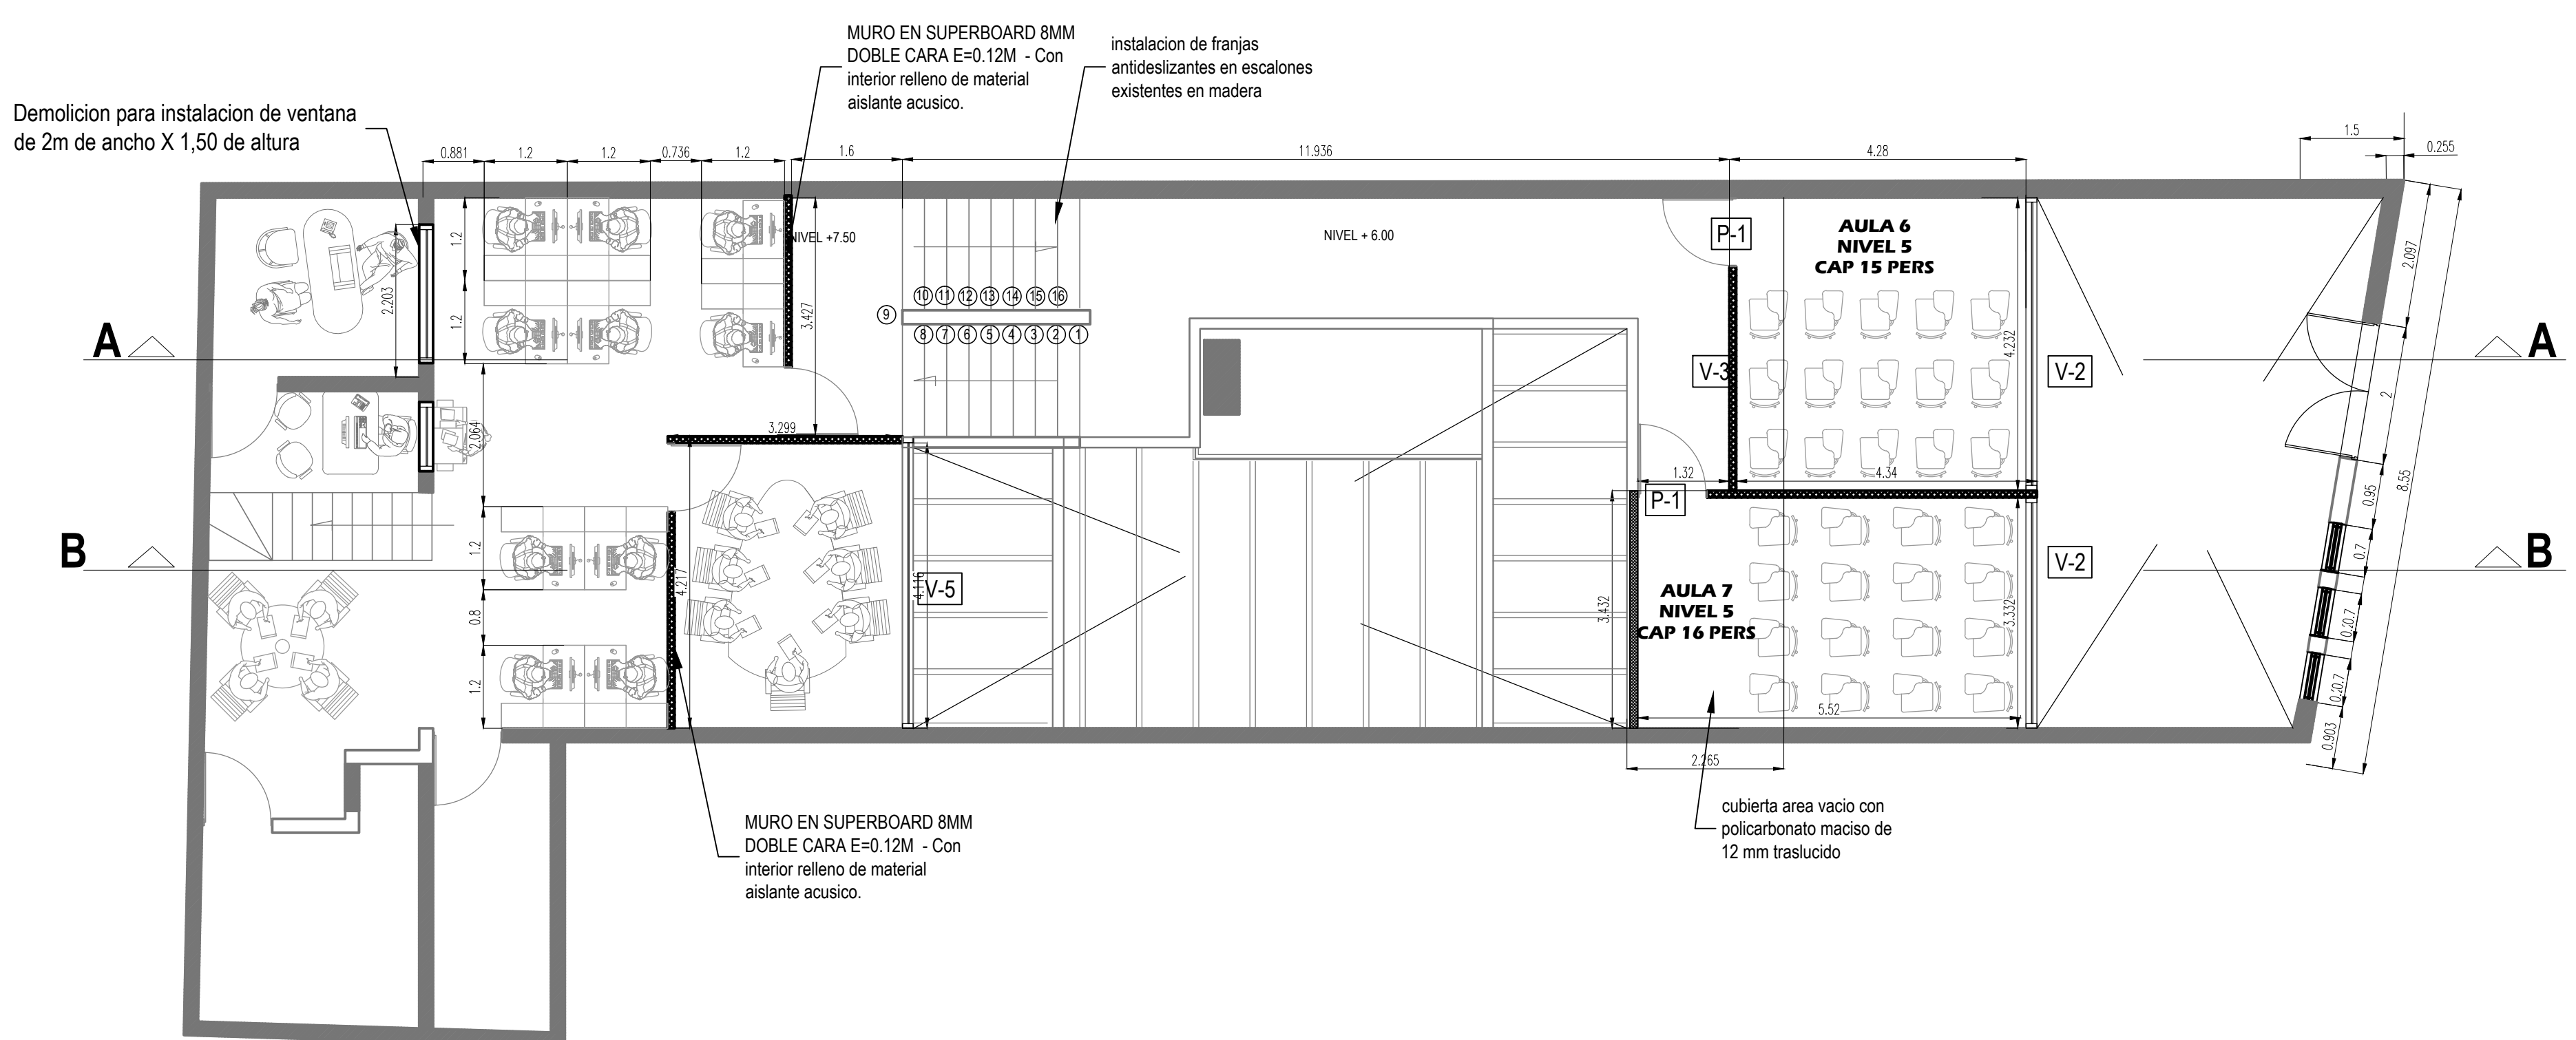 MURO EN SUPERBOARD 8MM
DOBLE CARA E=0.12M - Con
interior relleno de material
aislante acusico.
instalacion de franjas
antideslizantes en escalones
existentes en madera
Demolicion para instalacion de ventana
de 2m de ancho X 1,50 de altura
0.881
1.2
1.2
0.736
1.2
1.6
11.936
4.28
1.5
0.255
NIVEL +7.50
NIVEL + 6.00
P-1
AULA 6
NIVEL 5
CAP 15 PERS
1.2
1.2
2.203
3.427
4.232
2.097
2
8.55
10 11 12 13 14 15 16
9
8 7 6 5 4 3 2 1
A
A
V-3
V-2
2.064
3.299
1.32
4.34
P-1
0.95
B
B
1.2
0.8
1.2
4.217
4.116
V-5
3.432
AULA 7
NIVEL 5
CAP 16 PERS
3.332
V-2
0.7
0.20.7
0.20.7
0.903
5.52
2.265
MURO EN SUPERBOARD 8MM
DOBLE CARA E=0.12M - Con
interior relleno de material
aislante acusico.
cubierta area vacio con
policarbonato maciso de
12 mm traslucido